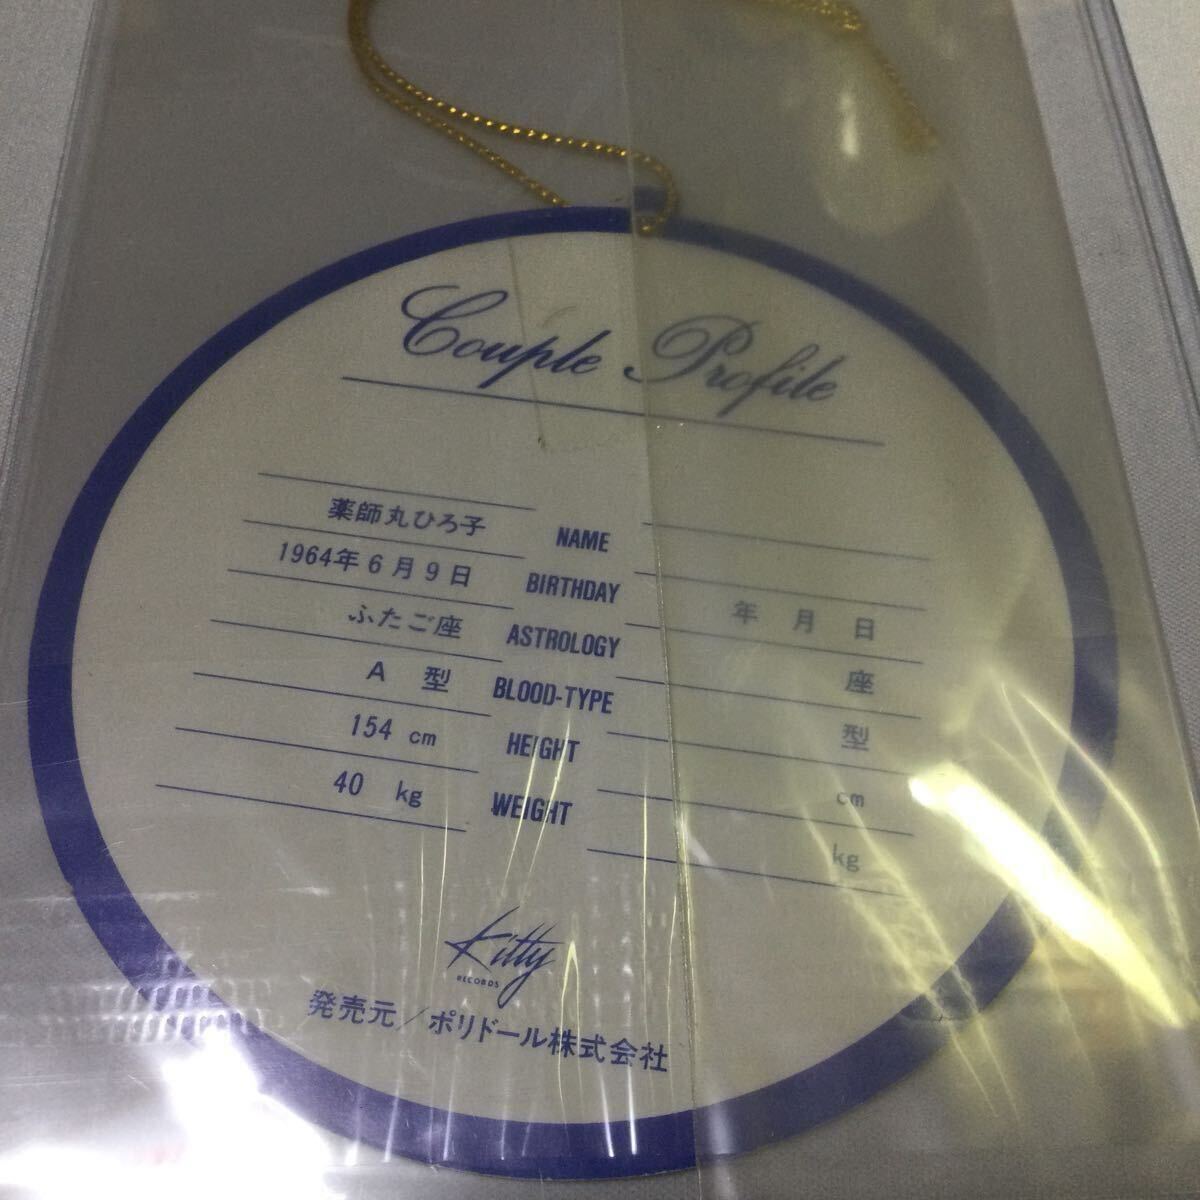 Couple Profile
薬師丸ひろ子 NAME
1964年6月9日 BIRTHDAY 年 月 日
ふたご座 ASTROLOGY 座
A 型 BLOOD-TYPE 型
154 cm HEIGHT cm
40 kg WEIGHT kg
Kitty
RECORDS
発売元/ポリドール株式会社